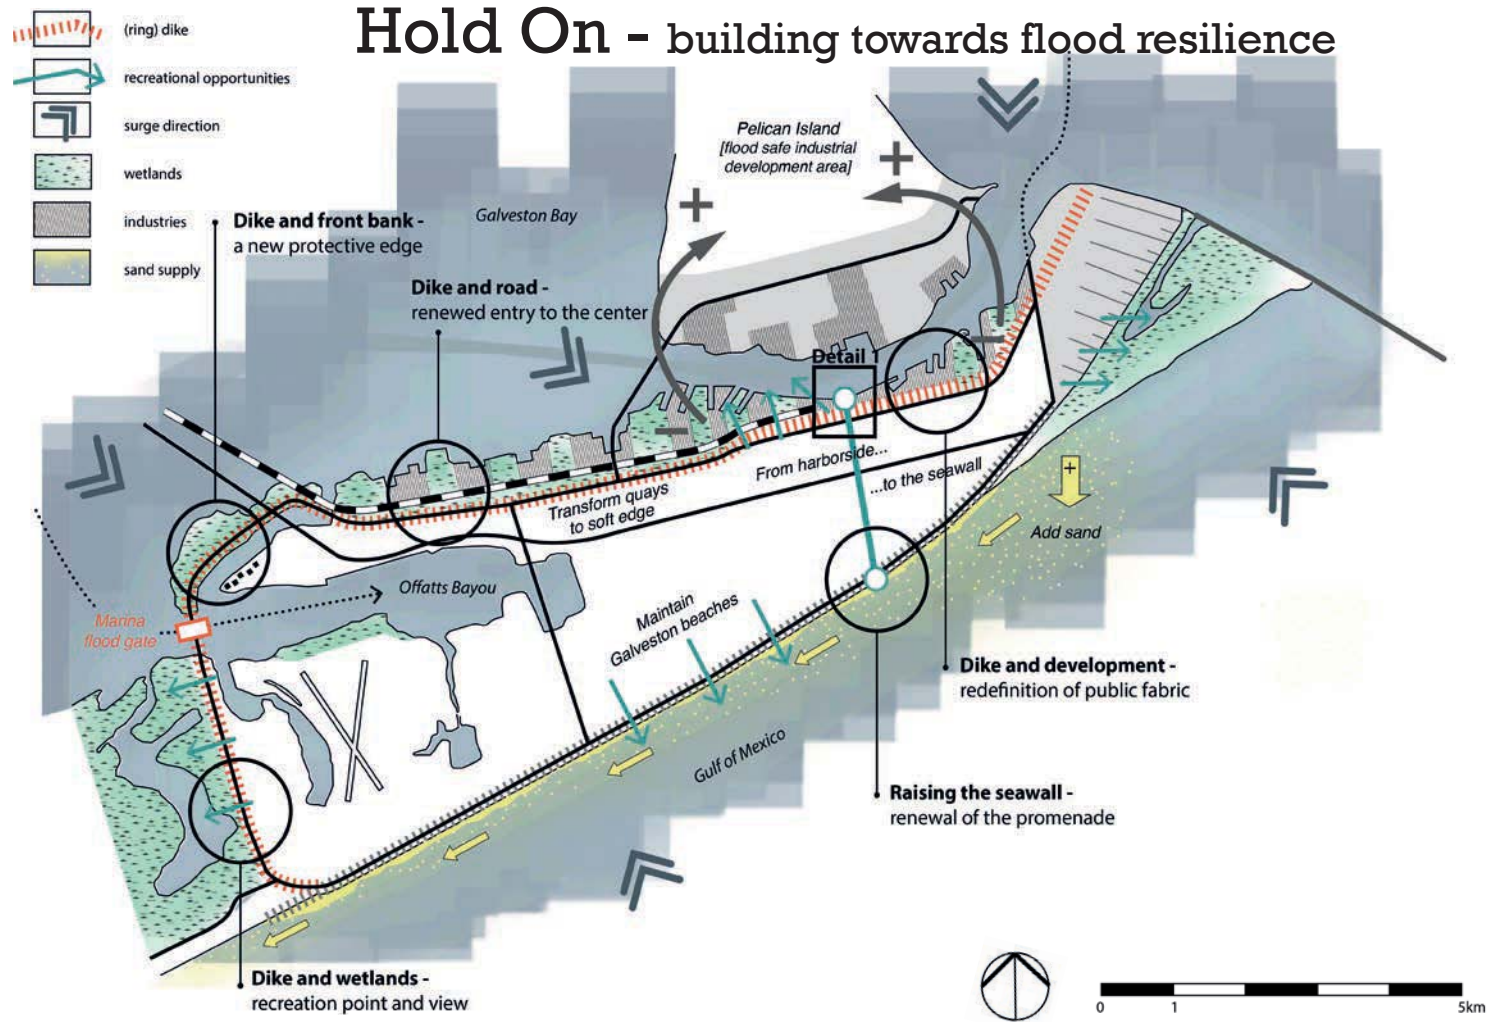 Hold On - building towards flood resilience
(ring) dike
recreational opportunities
surge direction
wetlands
industries
sand supply
Dike and front bank -
a new protective edge
Galveston Bay
Pelican Island
[flood safe industrial
development area]
+
+
Dike and road -
renewed entry to the center
Detail 1
From harborside...
...to the seawall
Transform quays
to soft edge
+
Add sand
Offatts Bayou
Marina
flood gate
Maintain
Galveston beaches
Gulf of Mexico
Dike and development -
redefinition of public fabric
Raising the seawall -
renewal of the promenade
Dike and wetlands -
recreation point and view
0 1 5km